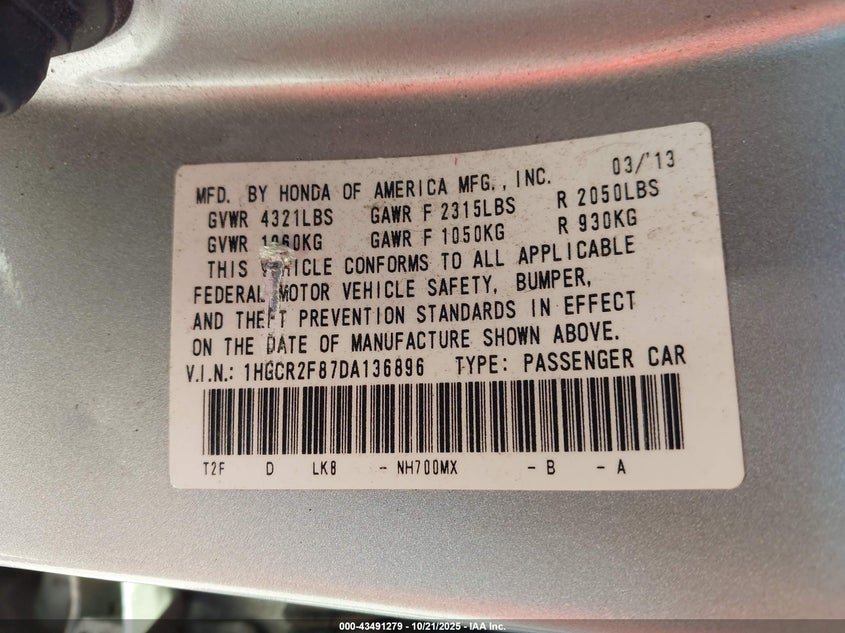 MFD. BY HONDA OF AMERICA MFG., INC. 03/'13
GVWR 4321LBS GAWR F 2315LBS R 2050LBS
GVWR 1960KG GAWR F 1050KG R 930KG
THIS VEHICLE CONFORMS TO ALL APPLICABLE
FEDERAL MOTOR VEHICLE SAFETY, BUMPER,
AND THEFT PREVENTION STANDARDS IN EFFECT
ON THE DATE OF MANUFACTURE SHOWN ABOVE.
V.I.N.: 1HGCR2F87DA136896 TYPE: PASSENGER CAR
T2F D LK8 - NH700MX - B - A
000-43491279 - 10/21/2025 - IAA Inc.